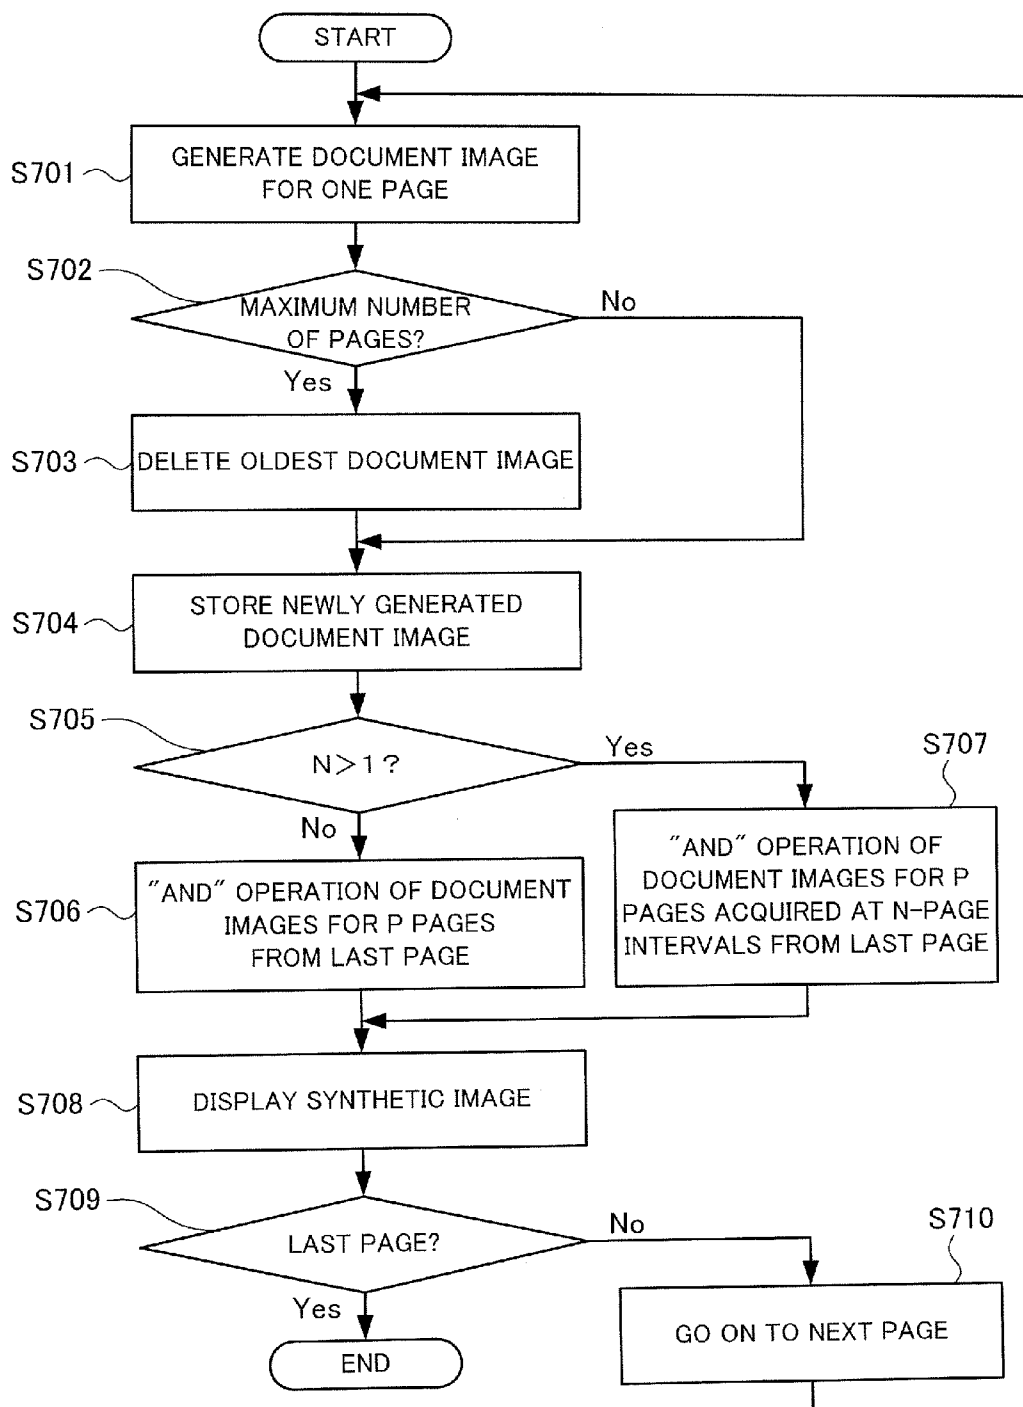 START
S701
GENERATE DOCUMENT IMAGE
FOR ONE PAGE
S702
MAXIMUM NUMBER
OF PAGES?
No
Yes
S703
DELETE OLDEST DOCUMENT IMAGE
S704
STORE NEWLY GENERATED
DOCUMENT IMAGE
S705
N>1?
Yes
No
S707
"AND" OPERATION OF
DOCUMENT IMAGES FOR P
PAGES ACQUIRED AT N-PAGE
INTERVALS FROM LAST PAGE
S706
"AND" OPERATION OF DOCUMENT
IMAGES FOR P PAGES
FROM LAST PAGE
S708
DISPLAY SYNTHETIC IMAGE
S709
LAST PAGE?
No
Yes
S710
GO ON TO NEXT PAGE
END